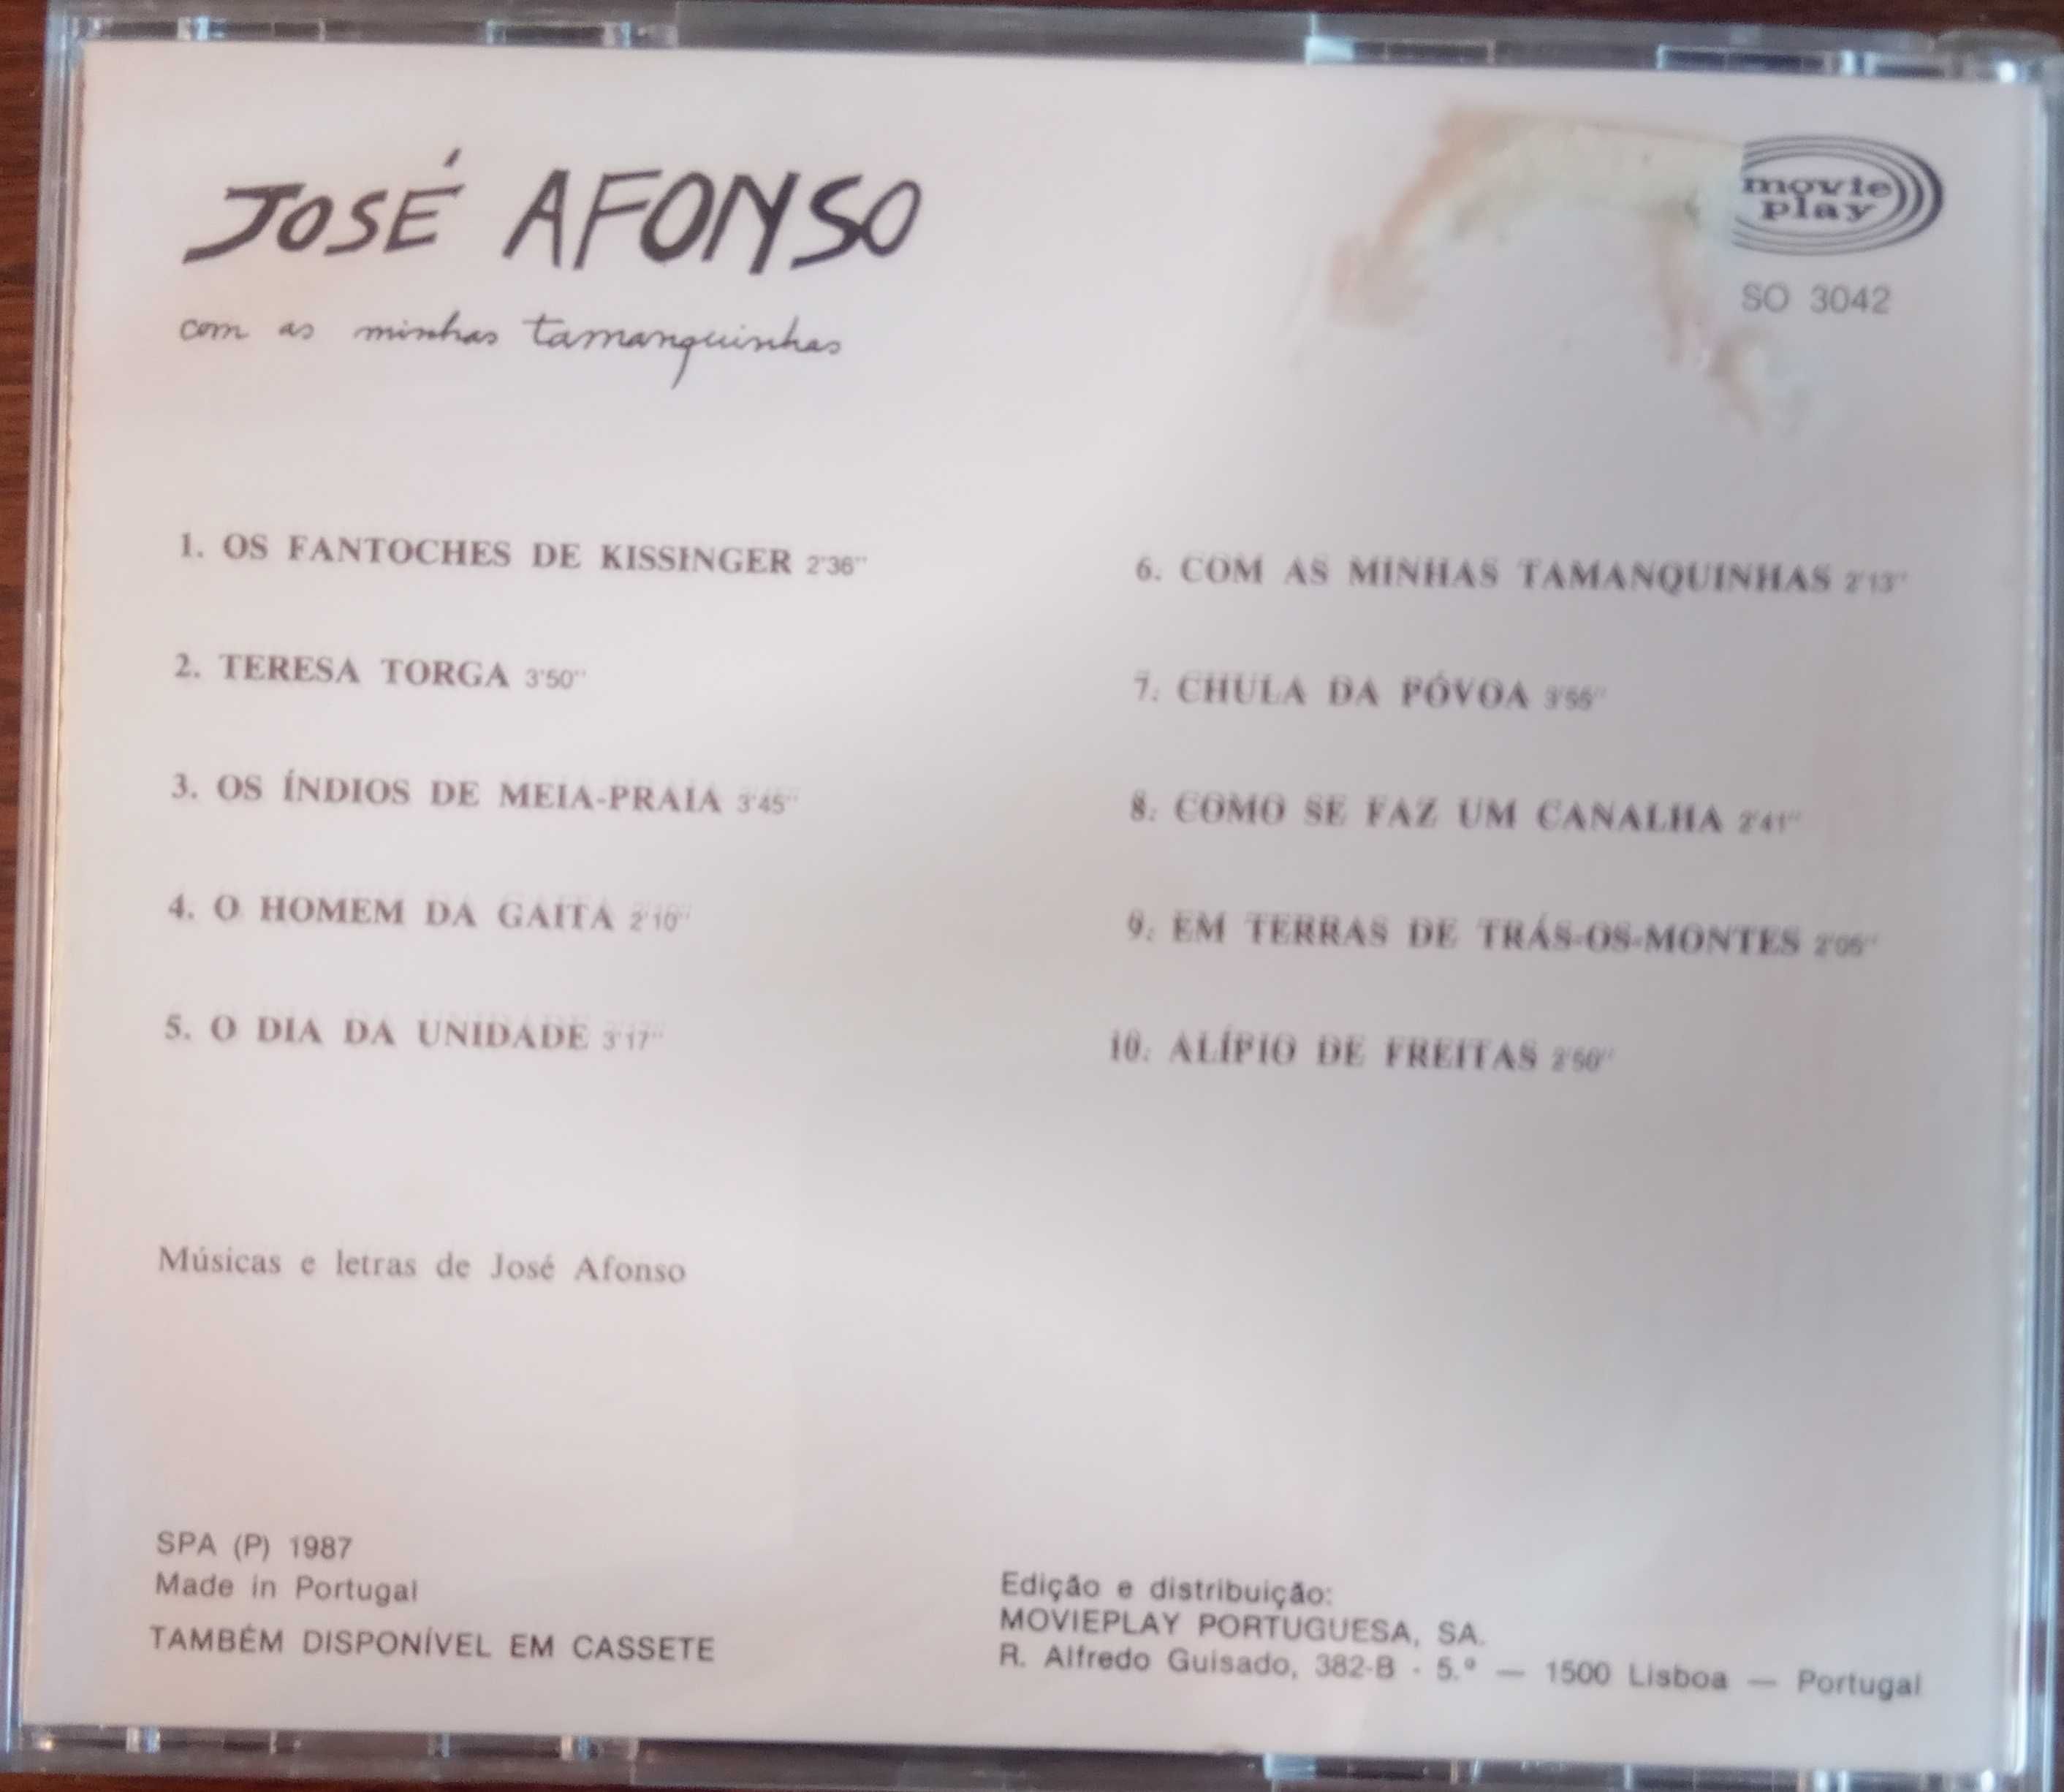 JOSÉ AFONSO
com as minhas tamanquinhas
movie
play
SO 3042
1. OS FANTOCHES DE KISSINGER 2'36''
2. TERESA TORGA 3'50''
3. OS ÍNDIOS DE MEIA-PRAIA 3'45''
4. O HOMEM DA GAITA 2'10''
5. O DIA DA UNIDADE 3'17''
6. COM AS MINHAS TAMANQUINHAS 2'13''
7. CHULA DA PÓVOA
8. COMO SE FAZ UM CANALHA 2'41''
9. EM TERRAS DE TRÁS-OS-MONTES
10. ALÍPIO DE FREITAS
Músicas e letras de José Afonso
SPA (P) 1987
Made in Portugal
TAMBÉM DISPONÍVEL EM CASSETE
Edição e distribuição:
MOVIEPLAY PORTUGUESA, SA.
R. Alfredo Guisado, 382-B - 5.º — 1500 Lisboa — Portugal